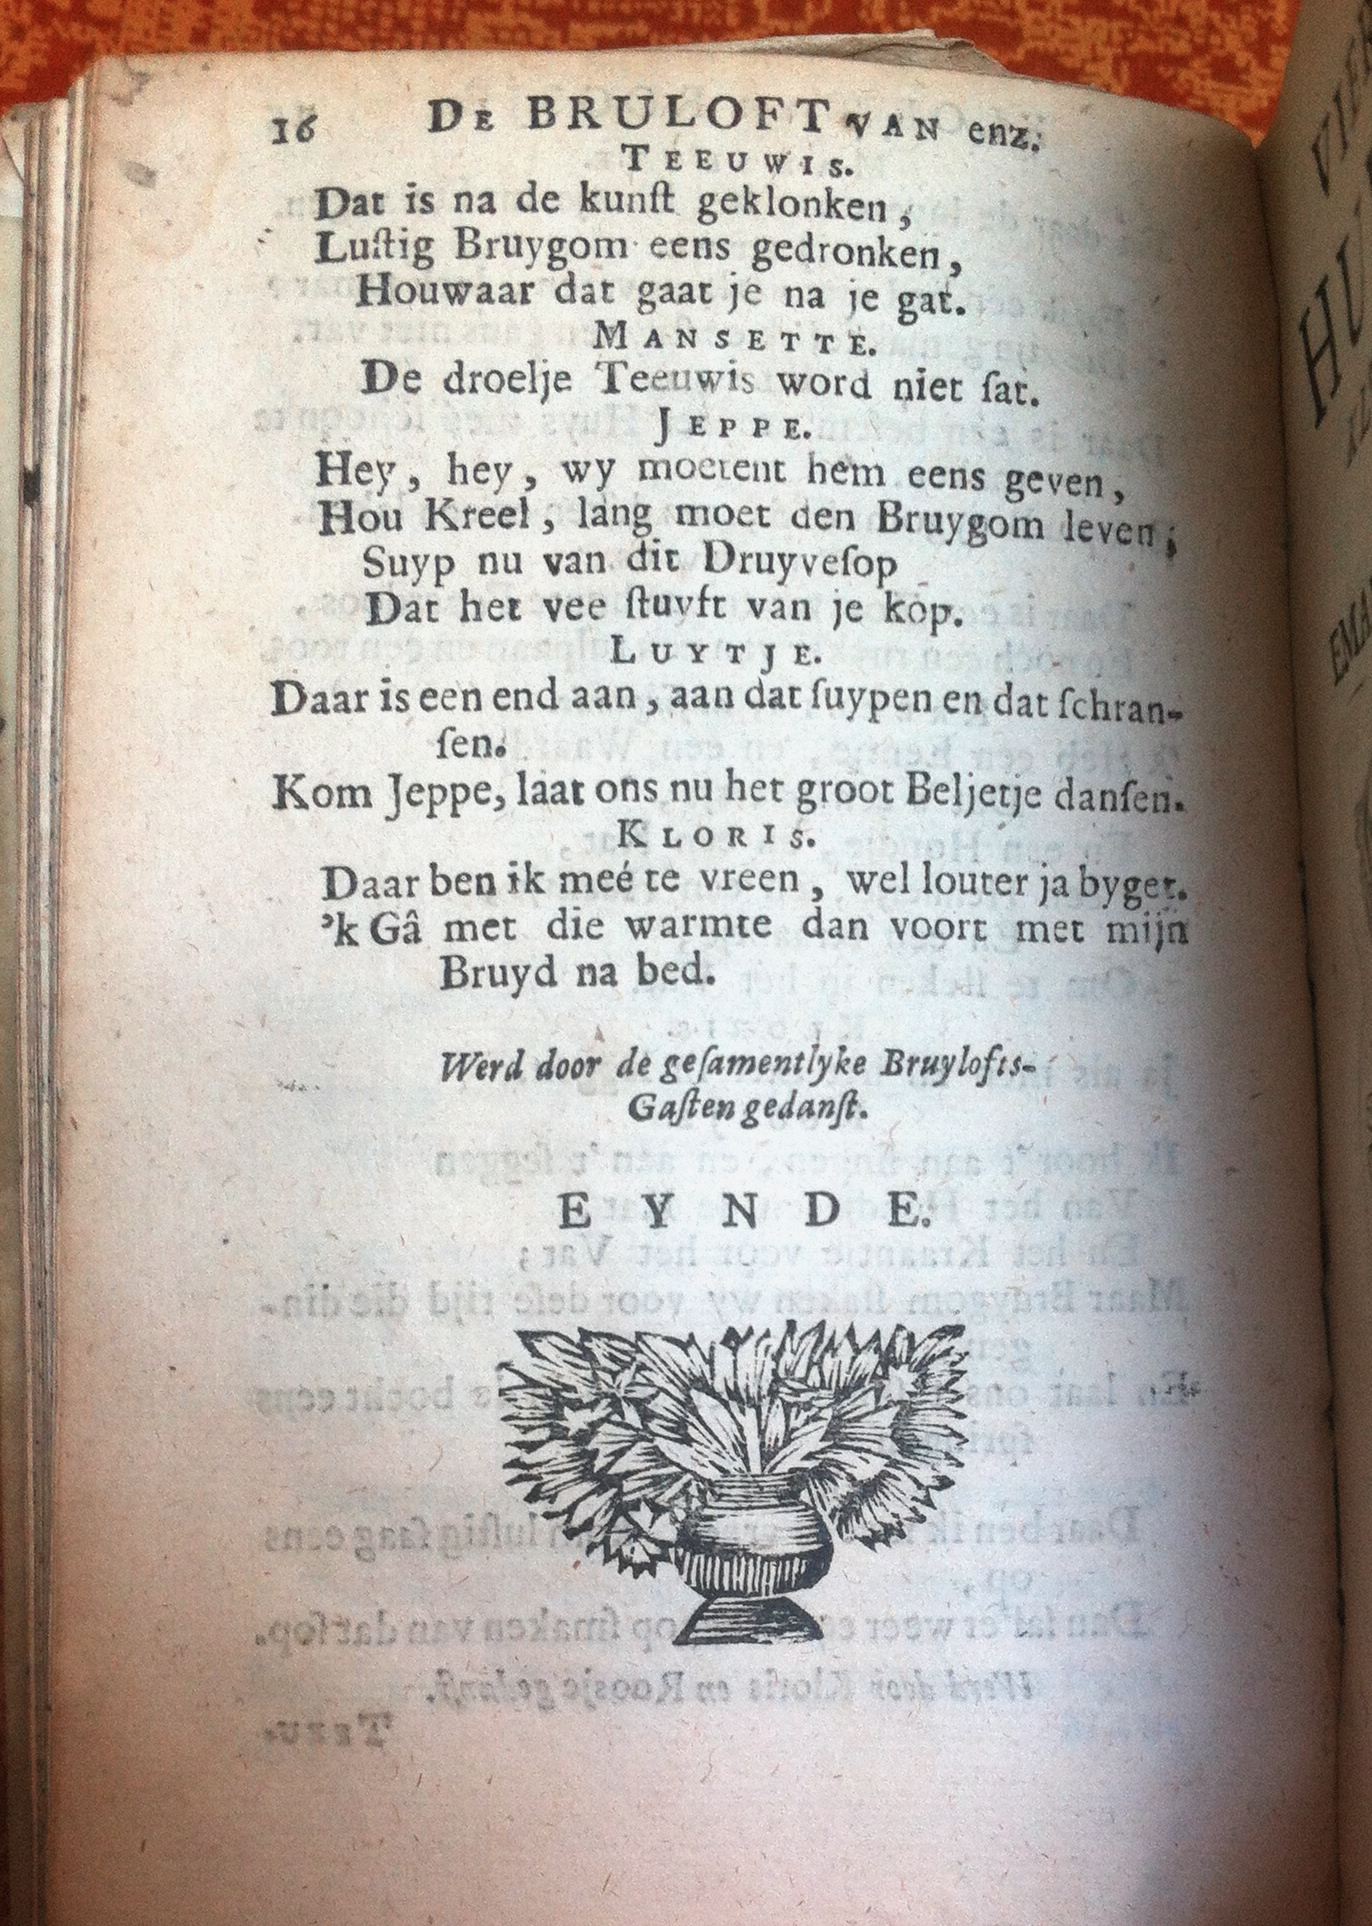 16 DE BRULOFT VAN enz.
TEEUWIS.
Dat is na de kunſt geklonken,
Luſtig Bruygom eens gedronken,
Houwaar dat gaat je na je gat.
MANSETTE.
De droelje Teeuwis word niet ſat.
JEPPE.
Hey, hey, wy moetent hem eens geven,
Hou Kreel, lang moet den Bruygom leven;
Suyp nu van dit Druyveſop
Dat het vee ſtuyft van je kop.
LUYTJE.
Daar is een end aan, aan dat ſuypen en dat ſchran-
ſen.
Kom Jeppe, laat ons nu het groot Beljetje danſen.
KLORIS.
Daar ben ik meé te vreen, wel louter ja byget.
'k Gâ met die warmte dan voort met mijn
Bruyd na bed.
Werd door de geſamentlyke Bruylofts-
Gaſten gedanſt.
EYNDE.